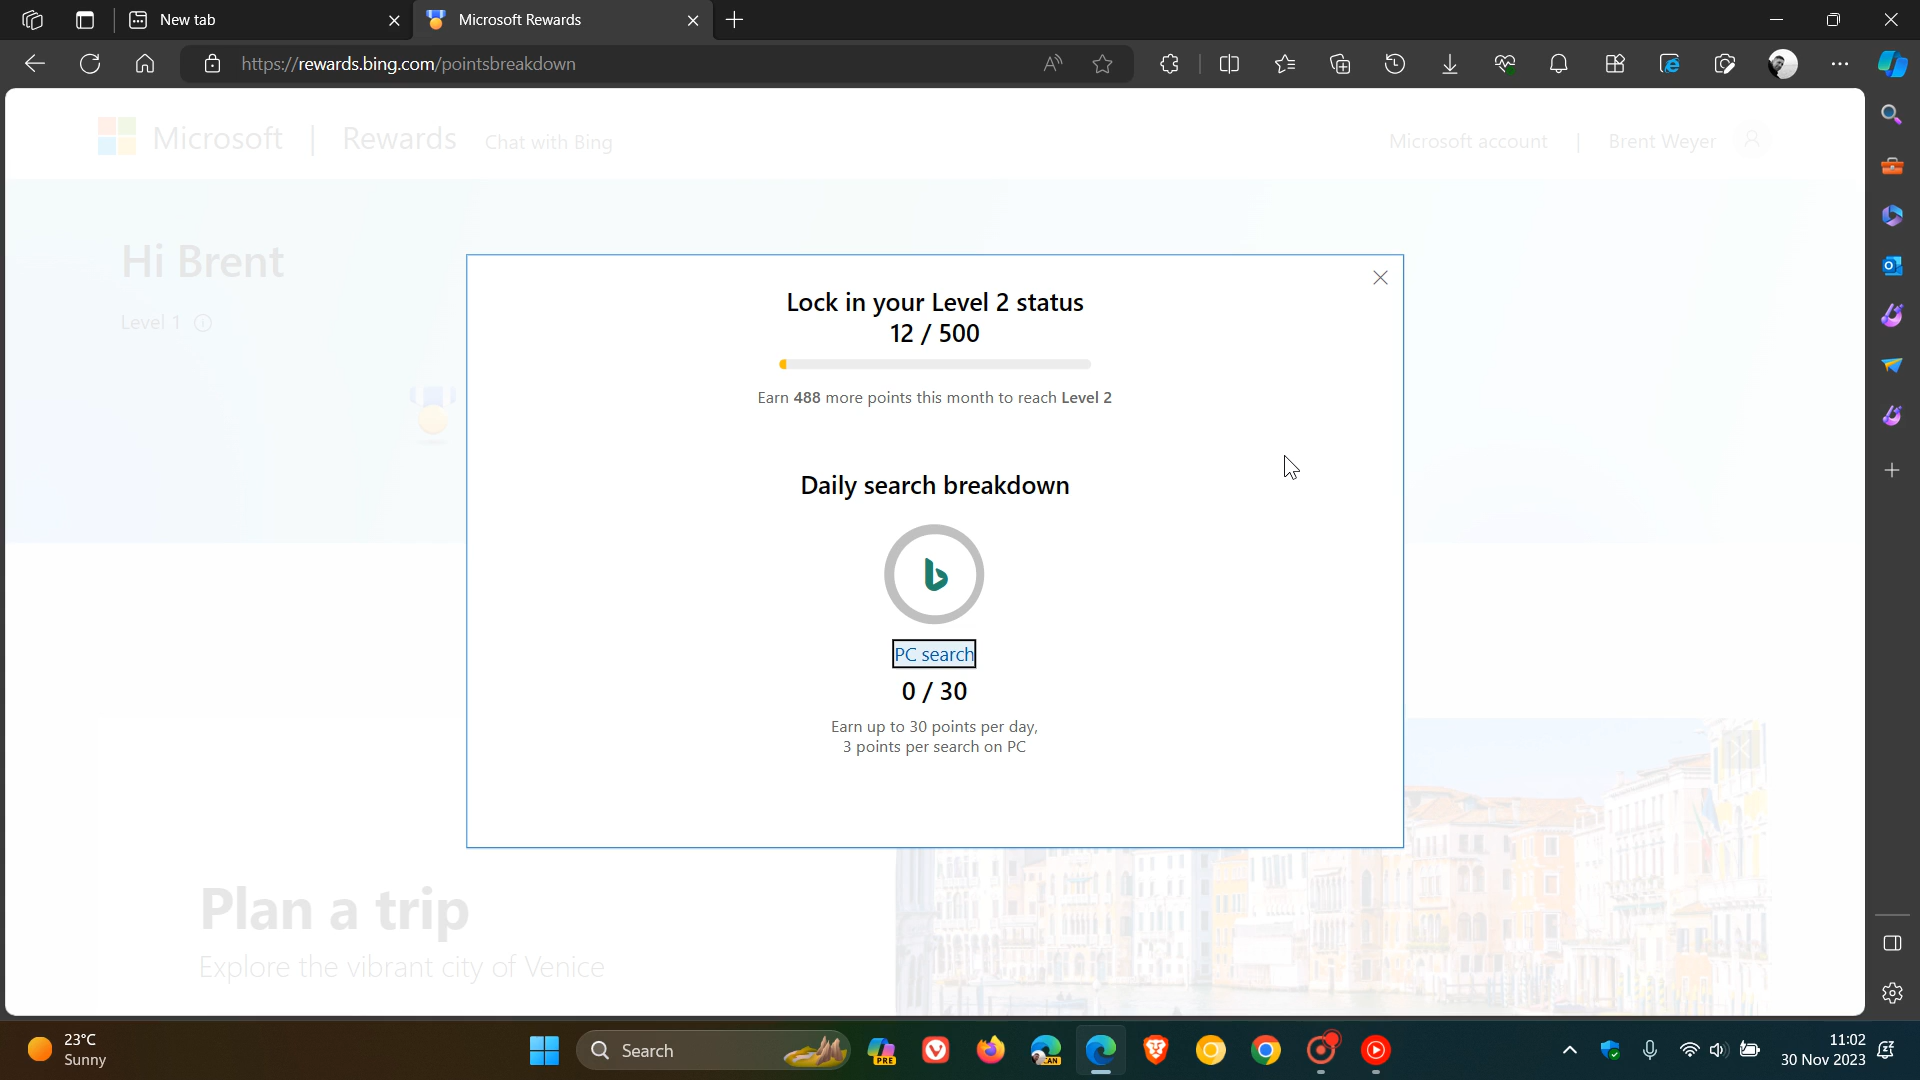 New tab
Microsoft Rewards
https://rewards.bing.com/pointsbreakdown
Microsoft | Rewards Chat with Bing
Microsoft account | Brent Weyer
Hi Brent
Level 1
Lock in your Level 2 status
12 / 500
Earn 488 more points this month to reach Level 2
Daily search breakdown
PC search
0 / 30
Earn up to 30 points per day,
3 points per search on PC
Plan a trip
Explore the vibrant city of Venice
23°C
Sunny
Search
PRE
CAN
11:02
30 Nov 2023